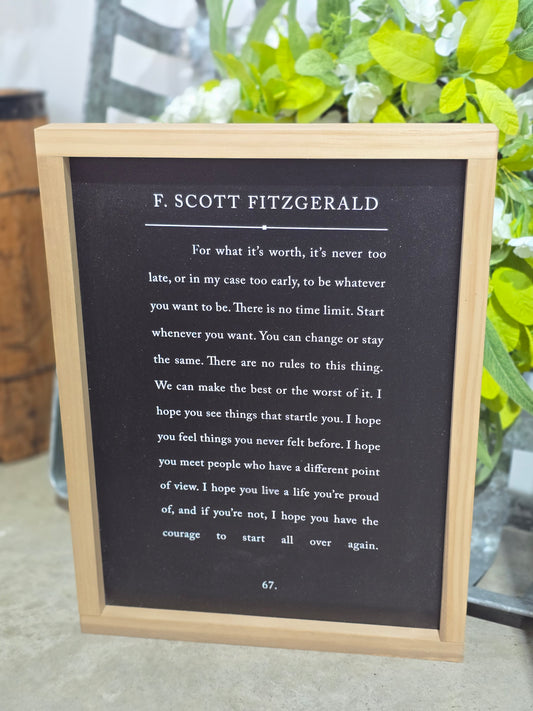 F. SCOTT FITZGERALD
For what it's worth, it's never too
late, or in my case too early, to be whatever
you want to be. There is no time limit. Start
whenever you want. You can change or stay
the same. There are no rules to this thing.
We can make the best or the worst of it. I
hope you see things that startle you. I hope
you feel things you never felt before. I hope
you meet people who have a different point
of view. I hope you live a life you're proud
of, and if you're not, I hope you have the
courage to start all over again.
67.